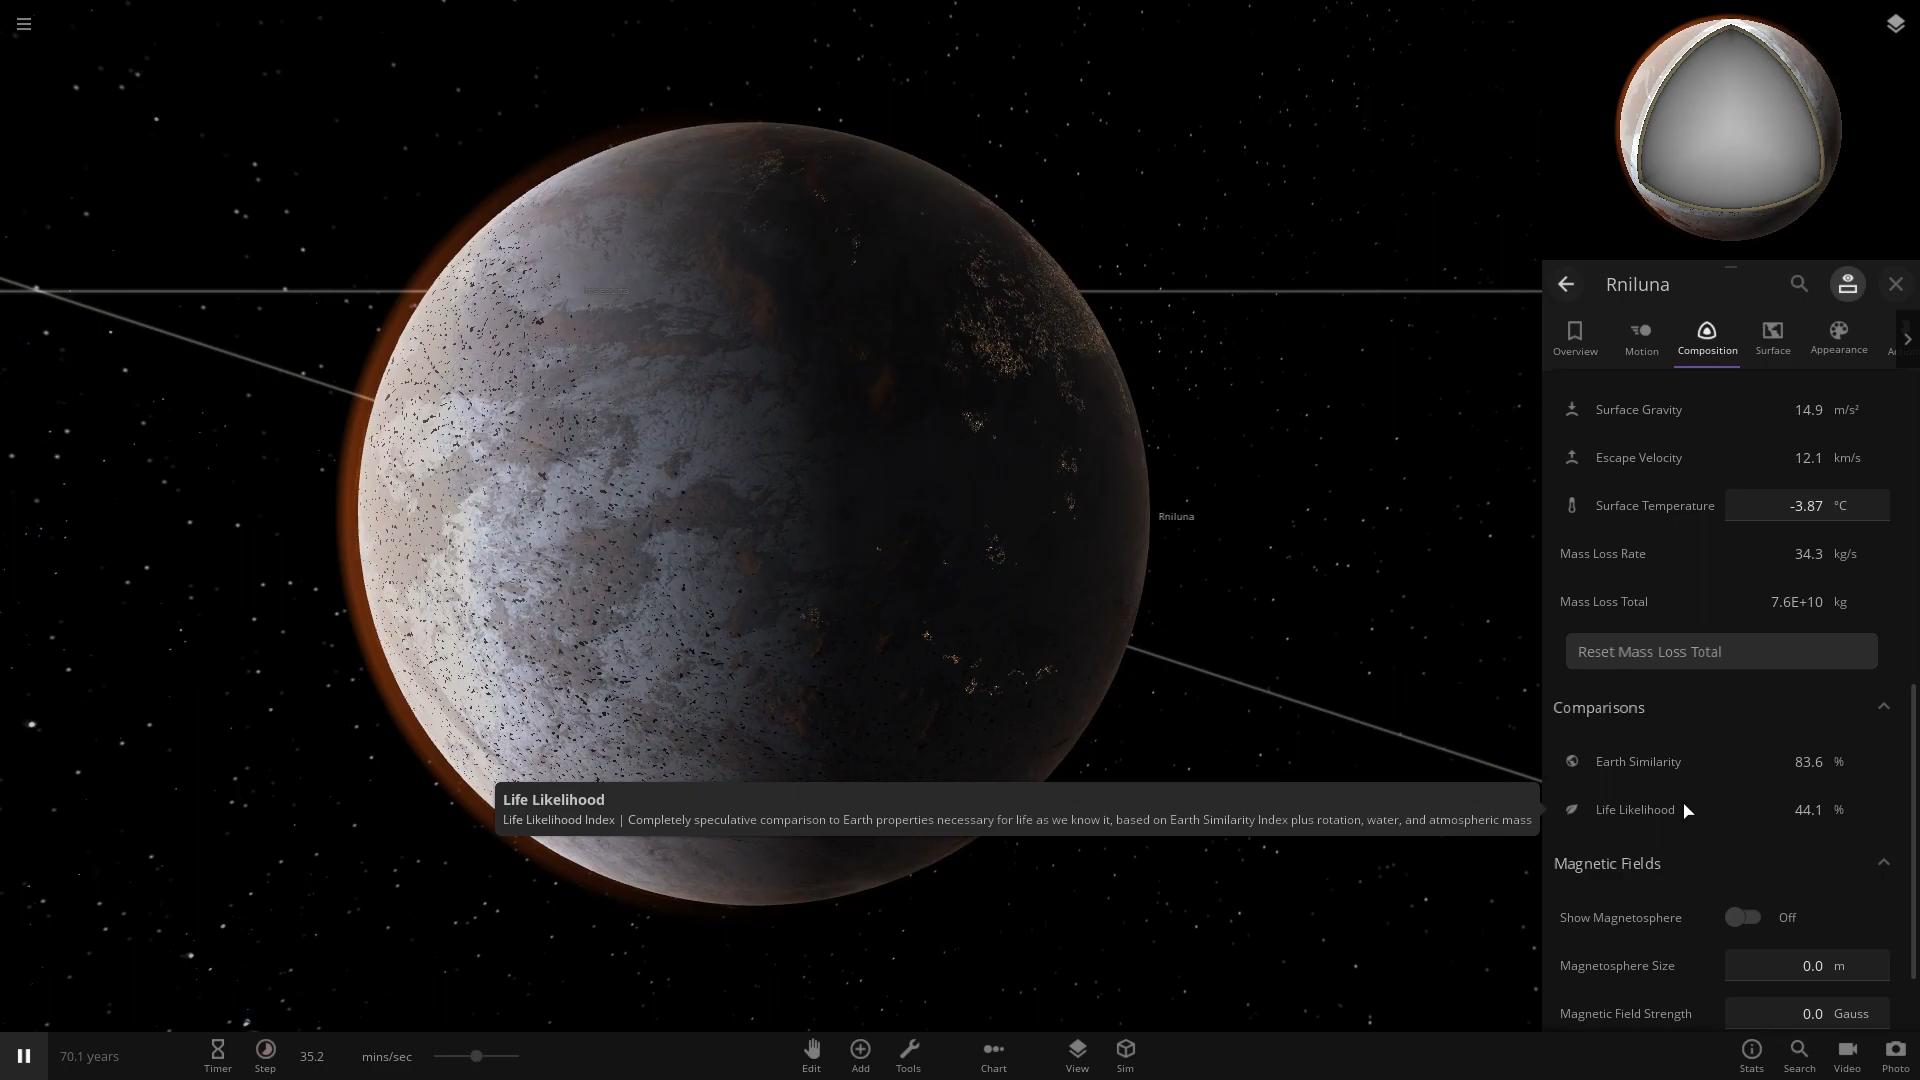 Rniluna
Overview
Motion
Composition
Surface
Appearance
Surface Gravity 14.9 m/s²
Escape Velocity 12.1 km/s
Surface Temperature -3.87 °C
Rniluna
Mass Loss Rate 34.3 kg/s
Mass Loss Total 7.6E+10 kg
Reset Mass Loss Total
Comparisons
Earth Similarity 83.6 %
Life Likelihood 44.1 %
Life Likelihood
Life Likelihood Index | Completely speculative comparison to Earth properties necessary for life as we know it, based on Earth Similarity Index plus rotation, water, and atmospheric mass
Magnetic Fields
Show Magnetosphere Off
Magnetosphere Size 0.0 m
Magnetic Field Strength 0.0 Gauss
70.1 years
Timer
Step
35.2 mins/sec
Edit
Add
Tools
Chart
View
Sim
Stats
Search
Video
Photo